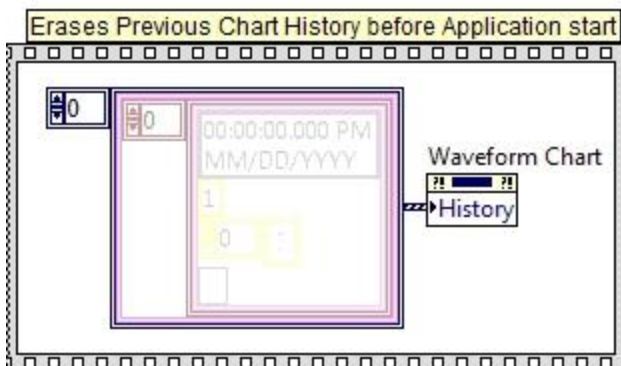 Erases Previous Chart History before Application start
0
0
00:00:00.000 PM
MM/DD/YYYY
1
0
Waveform Chart
?! ?!
History